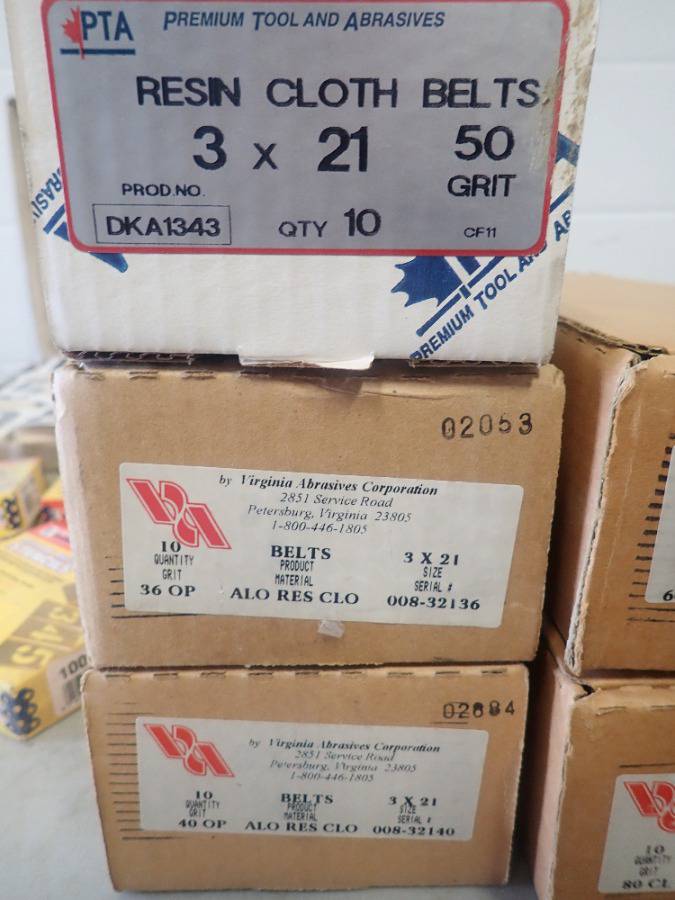 PTA PREMIUM TOOL AND ABRASIVES
RESIN CLOTH BELTS
3 x 21 50
GRIT
PROD.NO.
DKA1343 QTY 10 CF11
PREMIUM TOOL AND AB
02053
by Virginia Abrasives Corporation
2851 Service Road
Petersburg, Virginia 23805
1-800-446-1805
10 BELTS 3 X 21
QUANTITY PRODUCT SIZE
GRIT MATERIAL SERIAL #
36 OP ALO RES CLO 008-32136
by Virginia Abrasives Corporation
2851 Service Road
Petersburg, Virginia 23805
1-800-446-1805
10 BELTS 3 X 21
QUANTITY PRODUCT SIZE
GRIT MATERIAL SERIAL #
40 OP ALO RES CLO 008-32140
10
QUANTITY
GRIT
80 CL
100